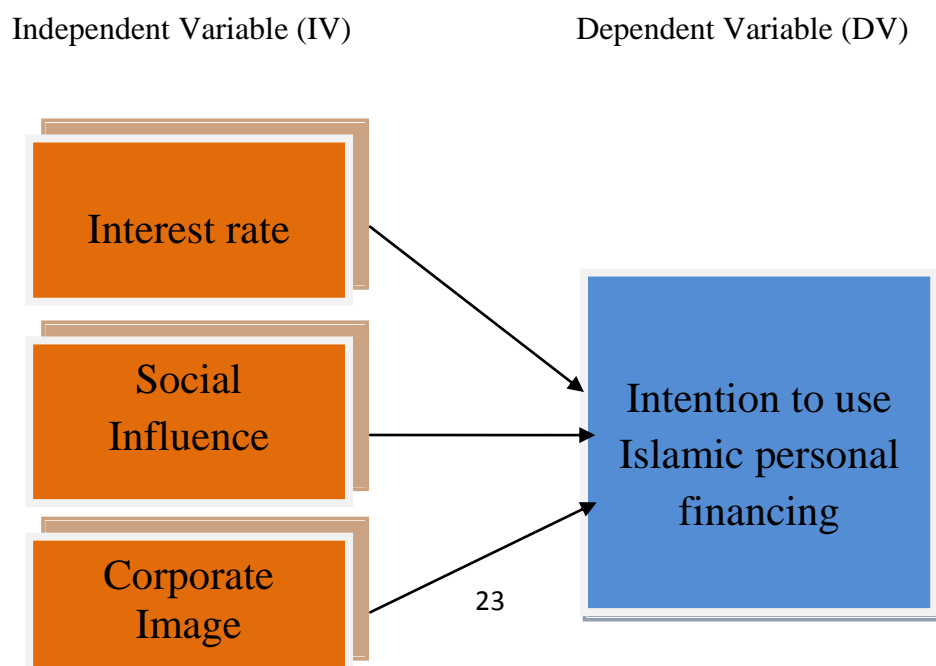 Independent Variable (IV)
Dependent Variable (DV)
Interest rate
Social
Influence
Corporate
Image
Intention to use
Islamic personal
financing
23